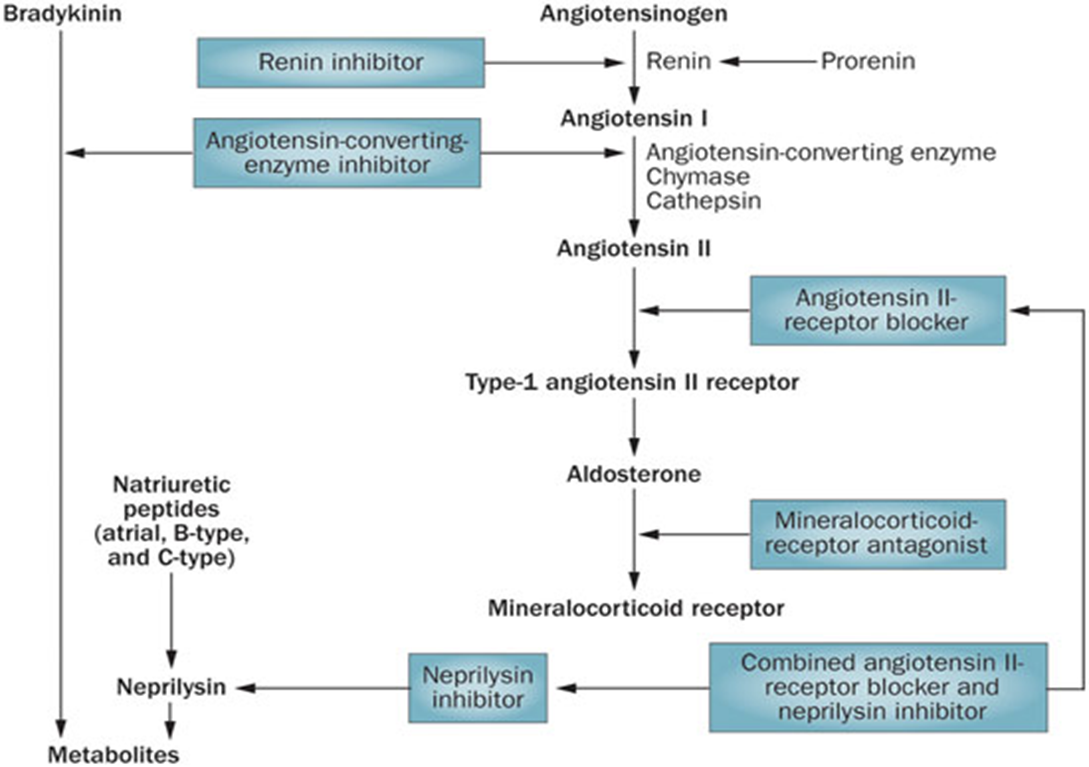 Bradykinin
Angiotensinogen
Renin inhibitor
Renin
Prorenin
Angiotensin I
Angiotensin-converting-
enzyme inhibitor
Angiotensin-converting enzyme
Chymase
Cathepsin
Angiotensin II
Angiotensin II-
receptor blocker
Type-1 angiotensin II receptor
Aldosterone
Natriuretic
peptides
(atrial, B-type,
and C-type)
Mineralocorticoid-
receptor antagonist
Mineralocorticoid receptor
Neprilysin
Neprilysin
inhibitor
Combined angiotensin II-
receptor blocker and
neprilysin inhibitor
Metabolites